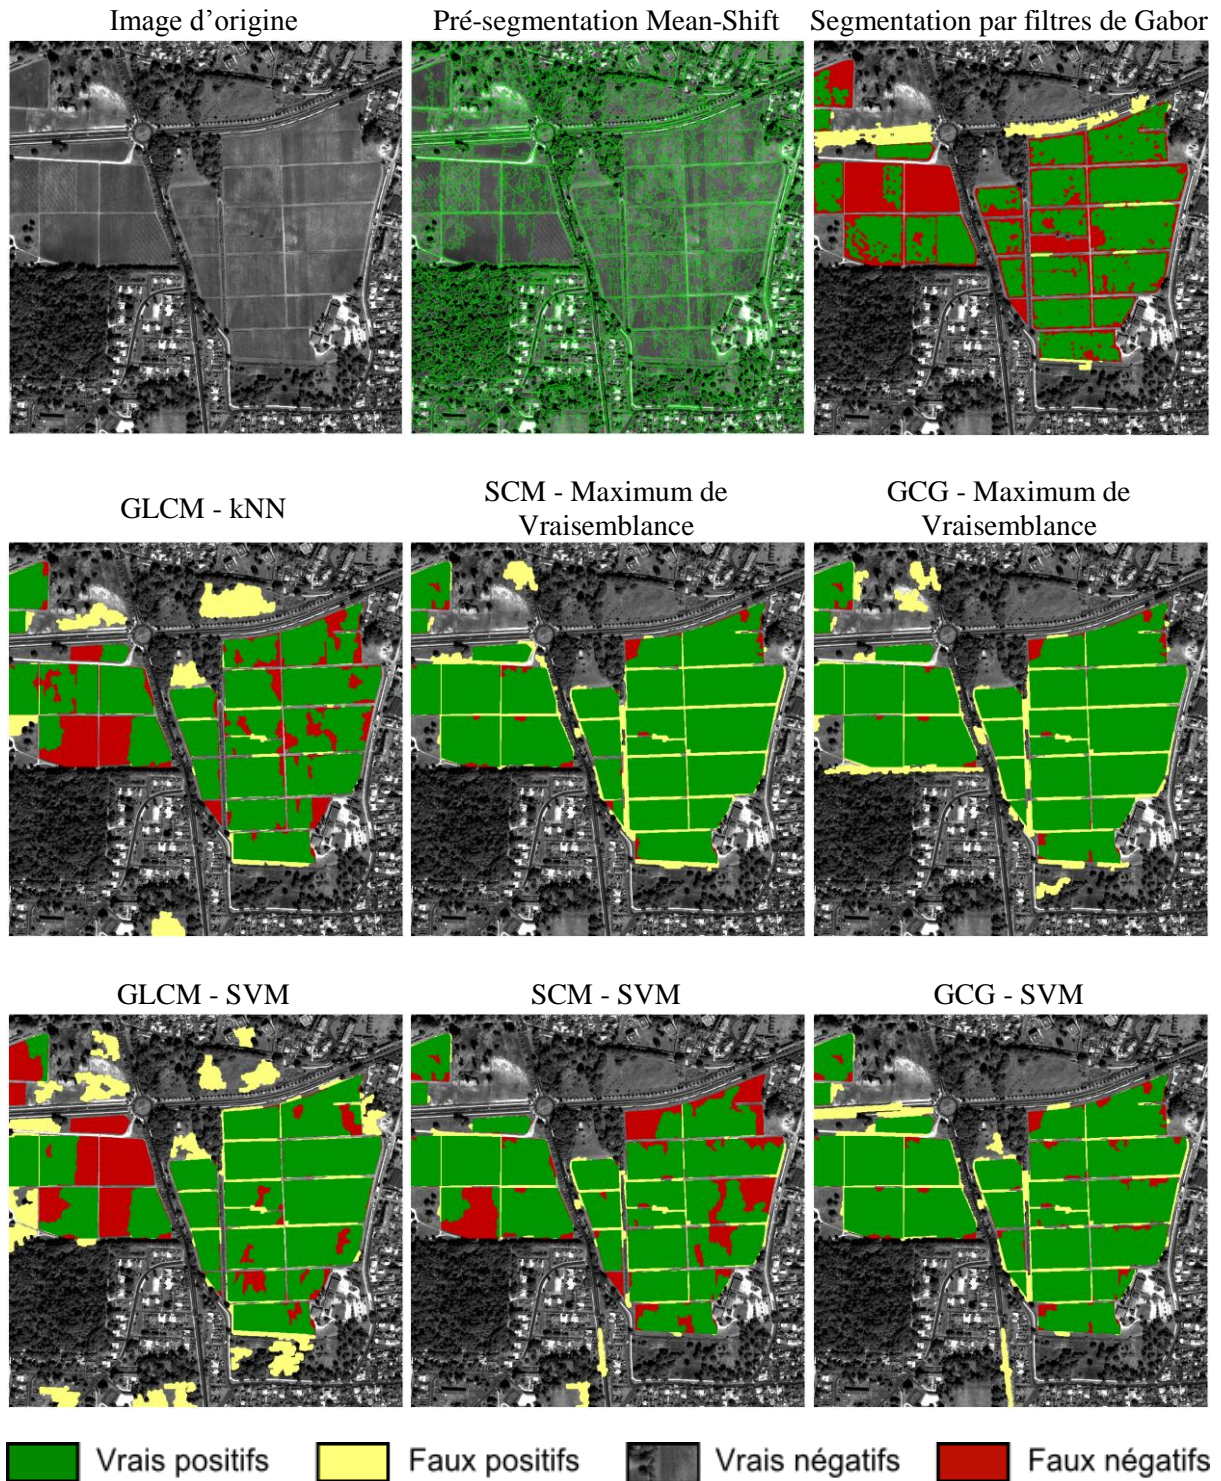 Image d’origine
Pré-segmentation Mean-Shift
Segmentation par filtres de Gabor
GLCM - kNN
SCM - Maximum de
Vraisemblance
GCG - Maximum de
Vraisemblance
GLCM - SVM
SCM - SVM
GCG - SVM
Vrais positifs
Faux positifs
Vrais négatifs
Faux négatifs